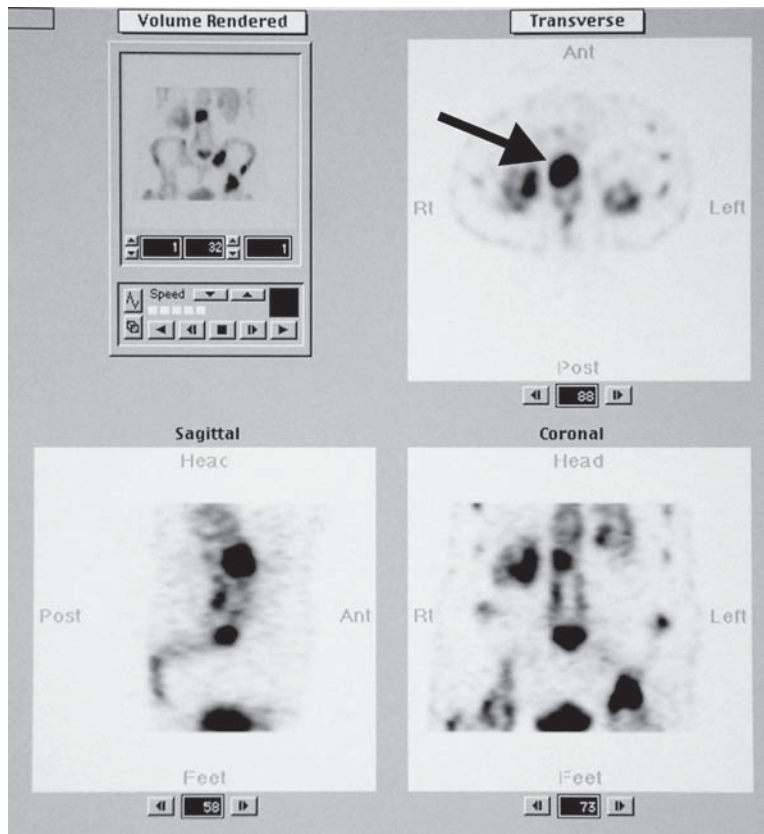 Volume Rendered
1 32 1
Speed
Transverse
Ant
Rt Left
Post
88
Sagittal
Heac
Post Ant
Feet
58
Coronal
Head
Rt Left
Feet
73